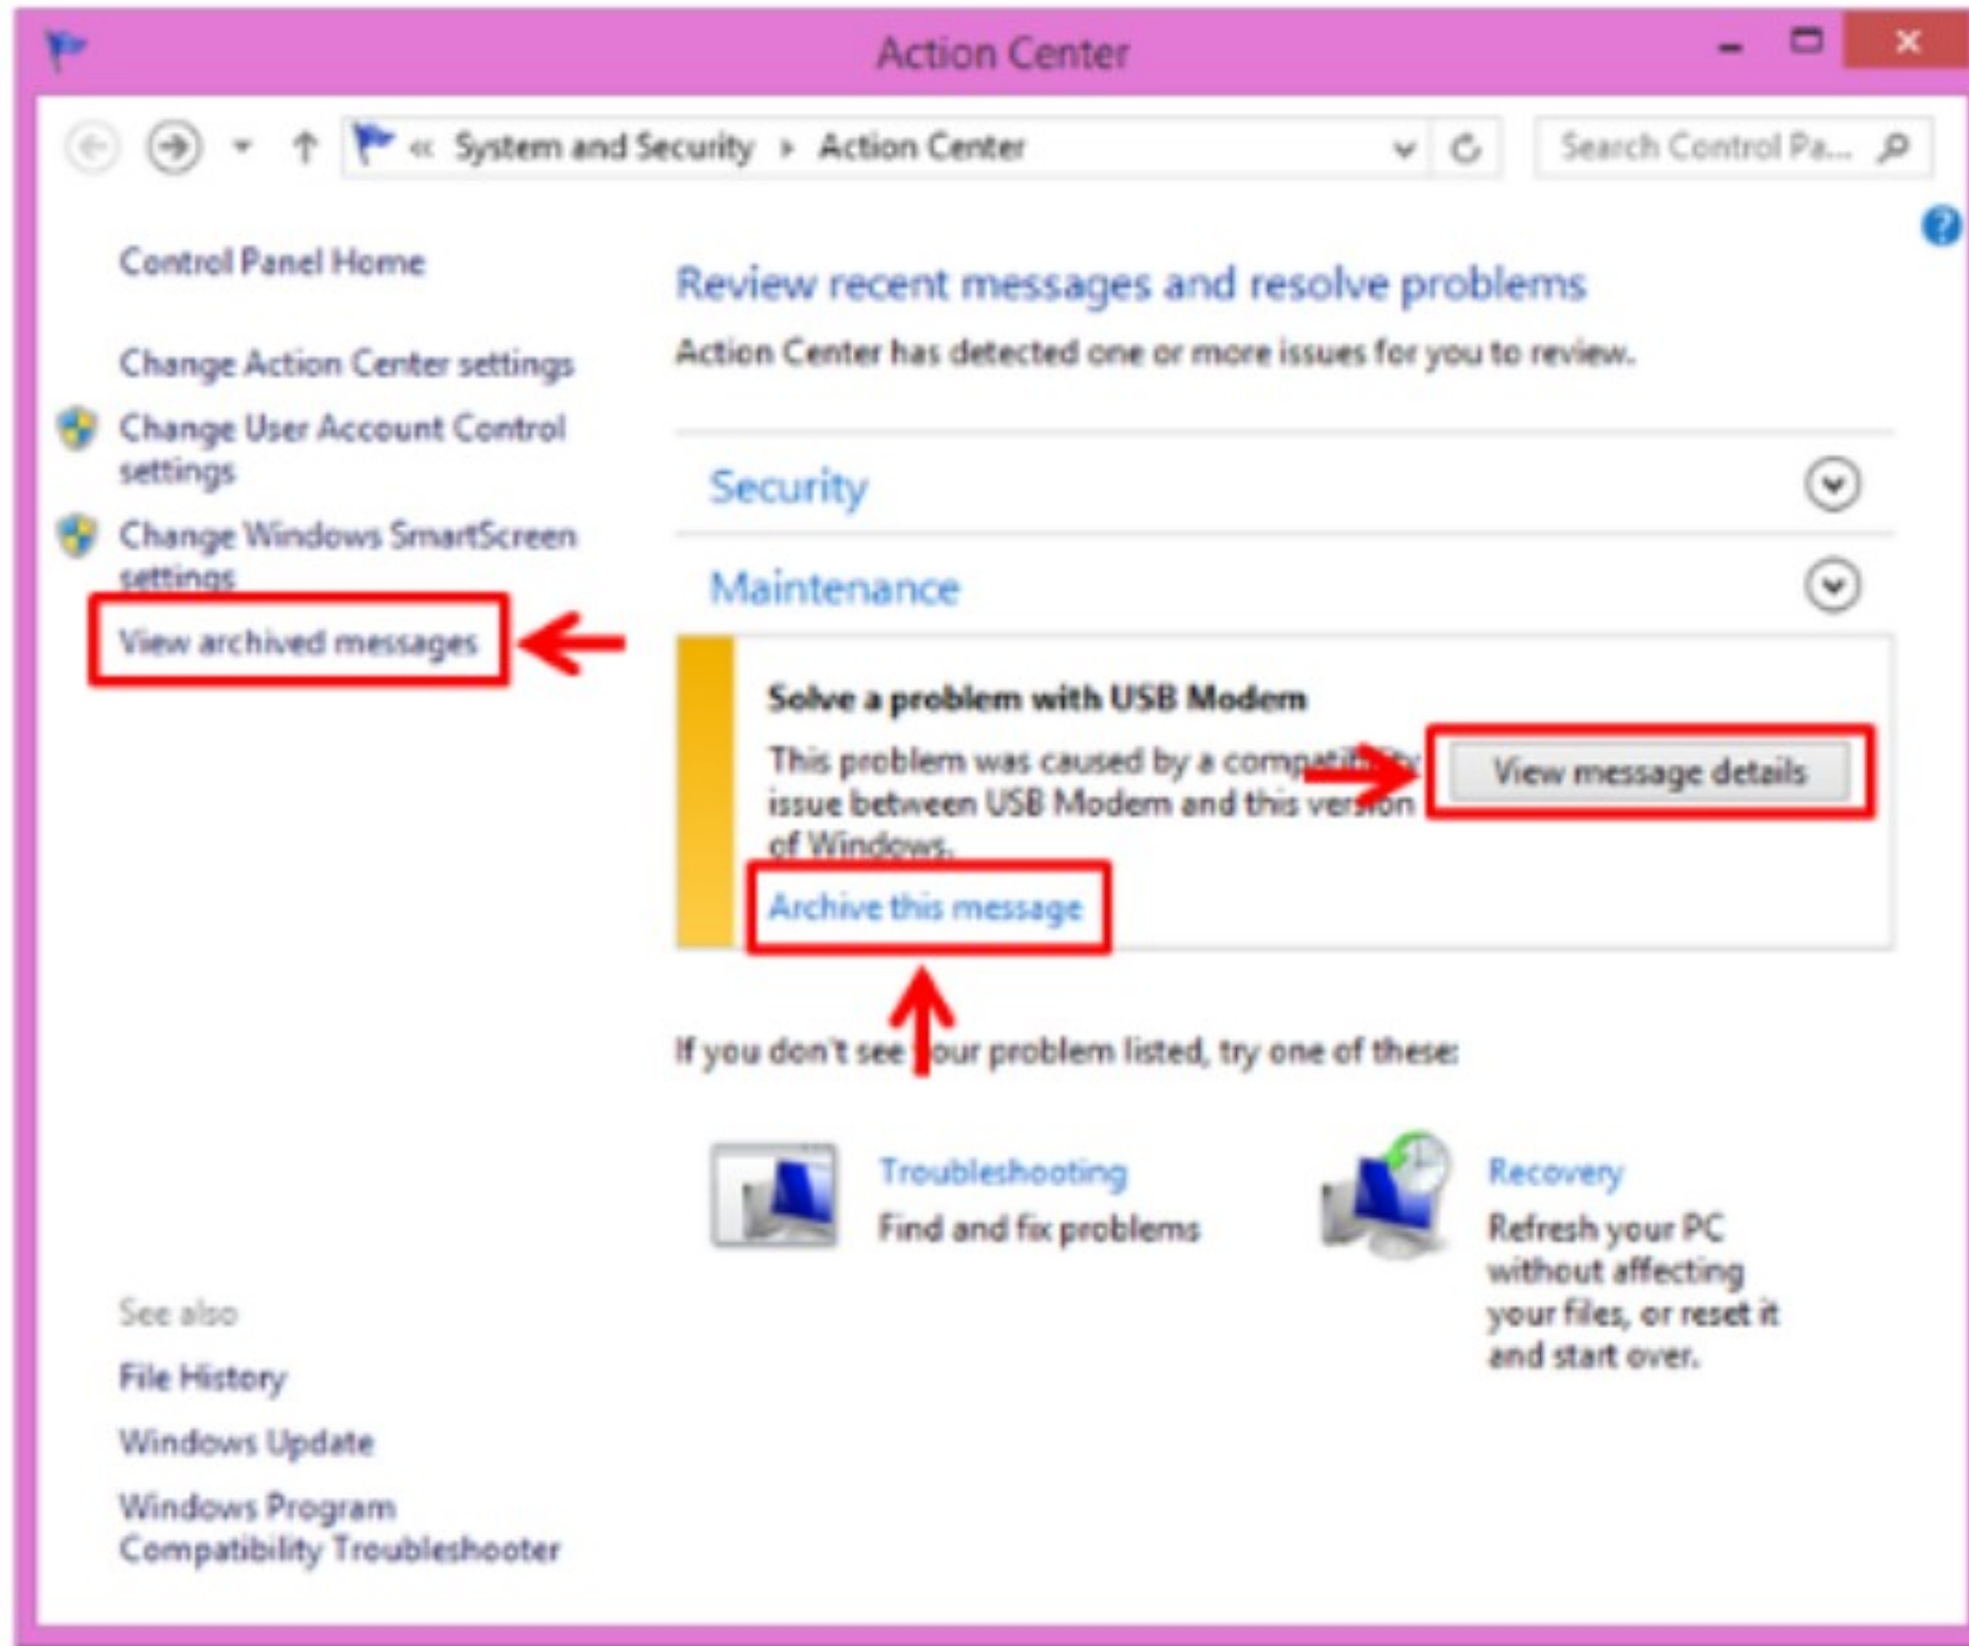 Action Center
« System and Security ▸ Action Center
Search Control Pa...
Control Panel Home
Change Action Center settings
Change User Account Control
settings
Change Windows SmartScreen
settings
View archived messages
Review recent messages and resolve problems
Action Center has detected one or more issues for you to review.
Security
Maintenance
Solve a problem with USB Modem
This problem was caused by a compatibility
issue between USB Modem and this version
of Windows.
View message details
Archive this message
If you don't see your problem listed, try one of these:
Troubleshooting
Find and fix problems
Recovery
Refresh your PC
without affecting
your files, or reset it
and start over.
See also
File History
Windows Update
Windows Program
Compatibility Troubleshooter